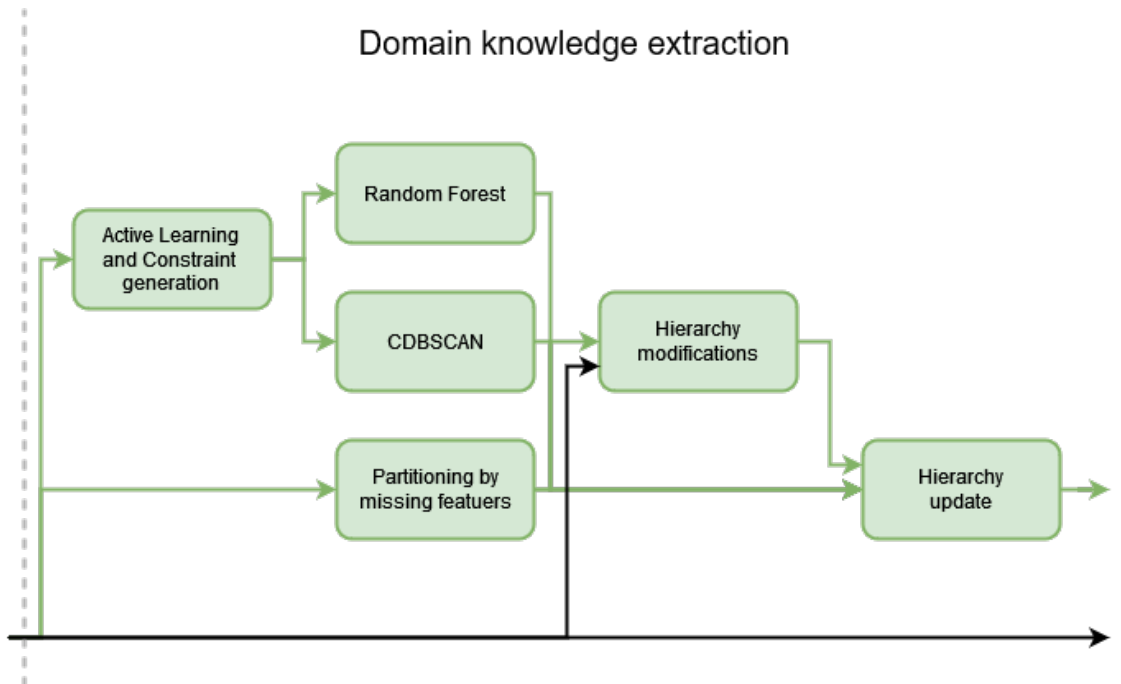 Domain knowledge extraction
Random Forest
Active Learning
and Constraint
generation
CDBSCAN
Hierarchy
modifications
Partitioning by
missing featuers
Hierarchy
update